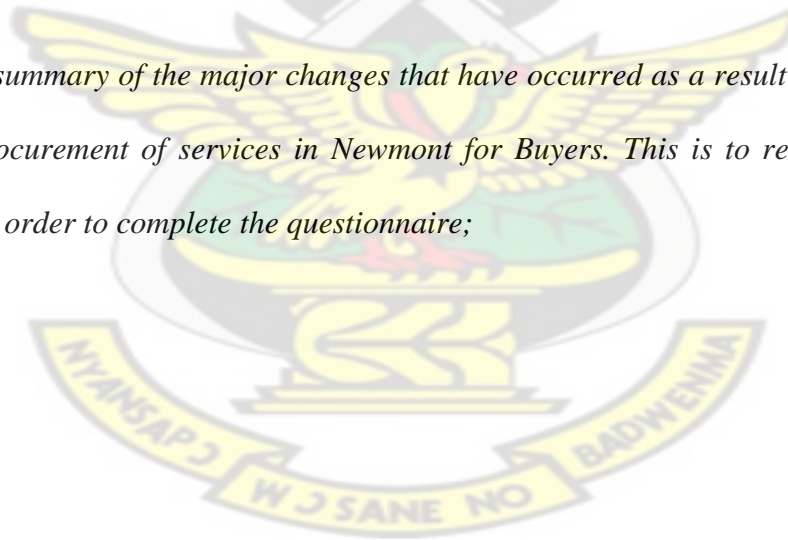 summary of the major changes that have occurred as a result
ocurement of services in Newmont for Buyers. This is to re
order to complete the questionnaire;
NYANSAPƆ WƆSANE NO BADWENMA